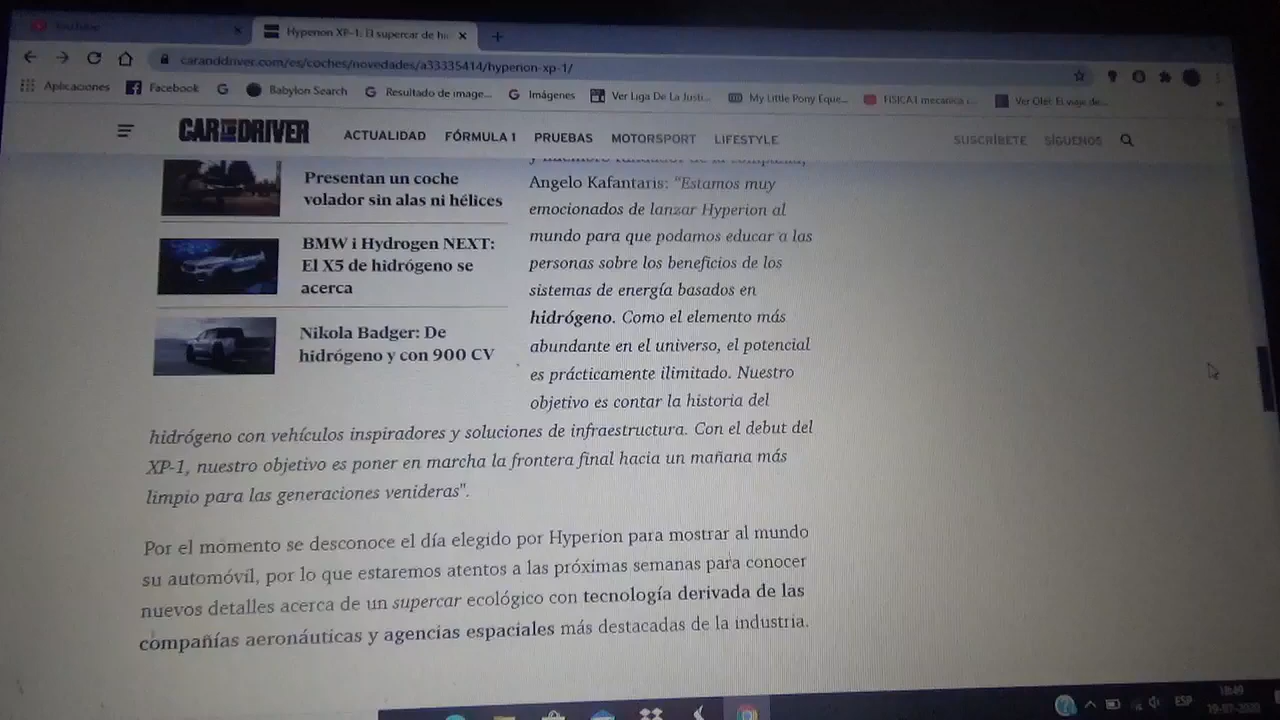 YouTube
Hyperion XP-1: El supercar de hi
caranddriver.com/es/coches/novedades/a33335414/hyperion-xp-1/
Aplicaciones
Facebook
Babylon Search
Resultado de image...
Imágenes
Ver Liga De La Justi...
My Little Pony Eque...
FISICA1 mecanica i...
Ver Olé!: El viaje de...
CAR AND DRIVER
ACTUALIDAD FÓRMULA 1 PRUEBAS MOTORSPORT LIFESTYLE
SUSCRÍBETE SÍGUENOS
Presentan un coche
volador sin alas ni hélices
BMW i Hydrogen NEXT:
El X5 de hidrógeno se
acerca
Nikola Badger: De
hidrógeno y con 900 CV
y miembro fundador de la compañía,
Angelo Kafantaris: “Estamos muy
emocionados de lanzar Hyperion al
mundo para que podamos educar a las
personas sobre los beneficios de los
sistemas de energía basados en
hidrógeno. Como el elemento más
abundante en el universo, el potencial
es prácticamente ilimitado. Nuestro
objetivo es contar la historia del
hidrógeno con vehículos inspiradores y soluciones de infraestructura. Con el debut del
XP-1, nuestro objetivo es poner en marcha la frontera final hacia un mañana más
limpio para las generaciones venideras".
Por el momento se desconoce el día elegido por Hyperion para mostrar al mundo
su automóvil, por lo que estaremos atentos a las próximas semanas para conocer
nuevos detalles acerca de un supercar ecológico con tecnología derivada de las
compañías aeronáuticas y agencias espaciales más destacadas de la industria.
ESP
18:49
19-07-2020